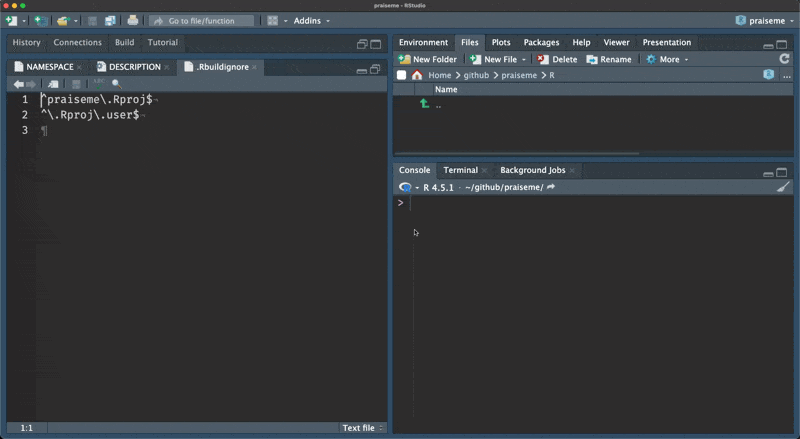 praiseme - RStudio
Go to file/function
Addins
praiseme
History Connections Build Tutorial
NAMESPACE DESCRIPTION .Rbuildignore
1 ^praiseme\.Rproj$¬
2 ^\.Rproj\.user$¬
3 ¶
1:1 Text file
Environment Files Plots Packages Help Viewer Presentation
New Folder New File Delete Rename More
Home github praiseme R ...
Name
..
Console Terminal Background Jobs
R 4.5.1 · ~/github/praiseme/
>